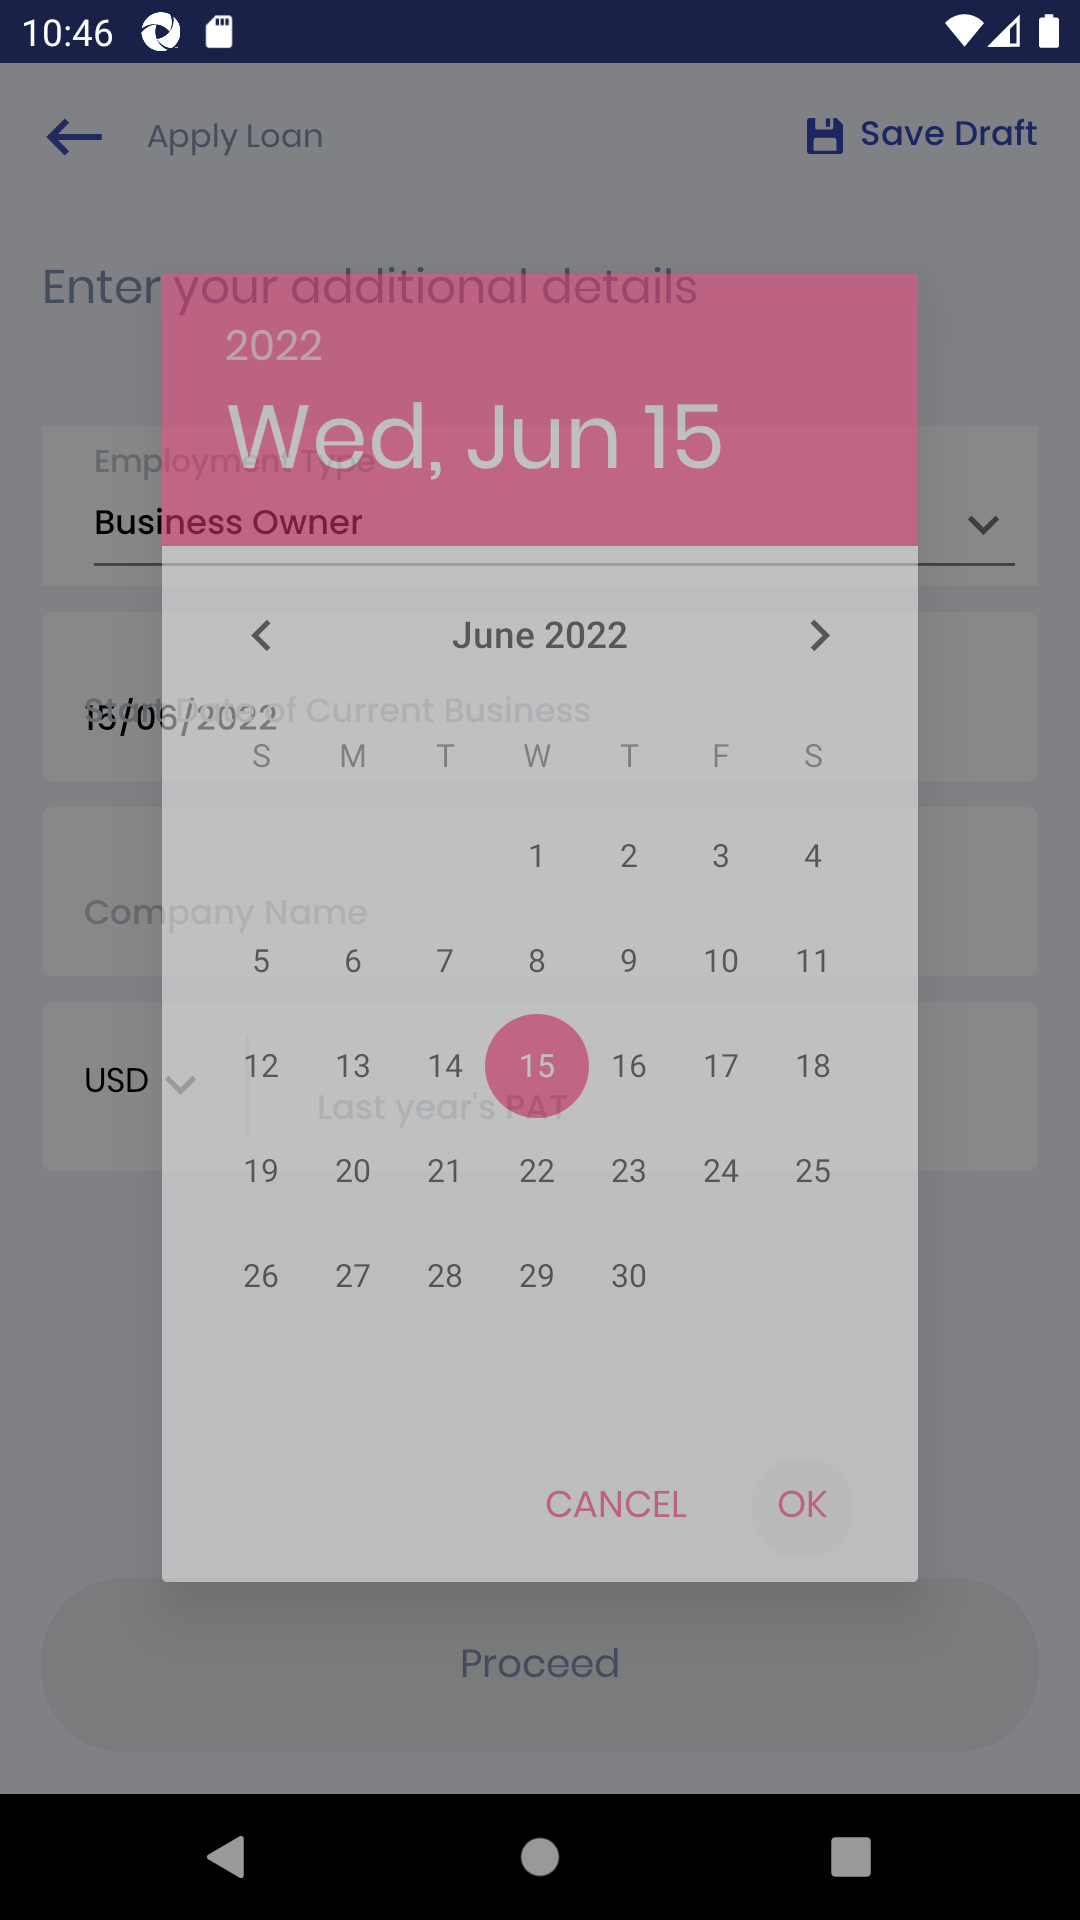 10:46
Apply Loan
Save Draft
Enter your additional details
2022
Wed, Jun 15
Employment Type
Business Owner
June 2022
Start Date of Current Business
15/06/2022
S M T W T F S
1 2 3 4
Company Name
5 6 7 8 9 10 11
12 13 14 15 16 17 18
USD
Last year's PAT
19 20 21 22 23 24 25
26 27 28 29 30
CANCEL OK
Proceed